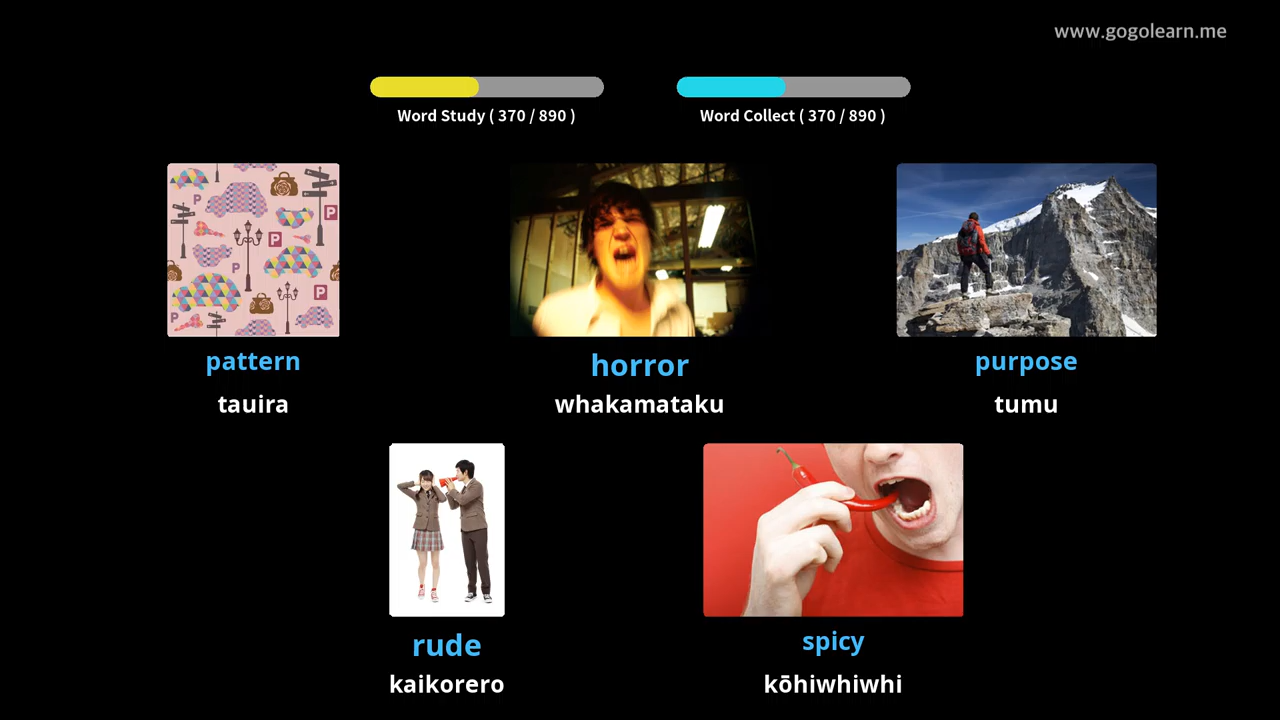 www.gogolearn.me
Word Study ( 370 / 890 )
Word Collect ( 370 / 890 )
P
P
P
P
P
P
pattern
horror
purpose
tauira
whakamataku
tumu
rude
spicy
kaikorero
kōhiwhiwhi